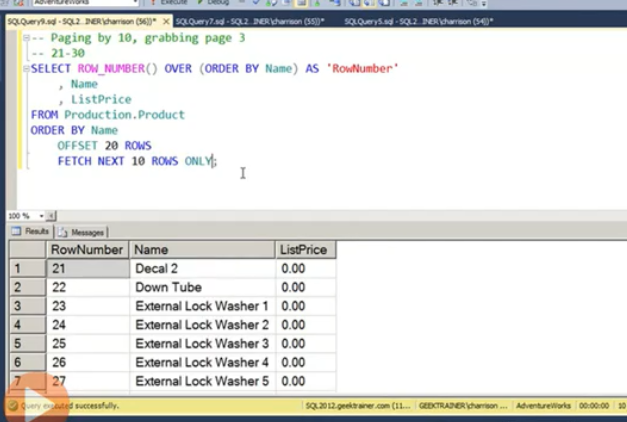 AdventureWorks Execute Debug
SQLQuery9.sql - SQL2...INER\charrison (56))* SQLQuery7.sql - SQL2...INER\charrison (55))* SQLQuery5.sql - SQL2...INER\charrison (54))*
-- Paging by 10, grabbing page 3
-- 21-30
SELECT ROW_NUMBER() OVER (ORDER BY Name) AS 'RowNumber'
, Name
, ListPrice
FROM Production.Product
ORDER BY Name
OFFSET 20 ROWS
FETCH NEXT 10 ROWS ONLY;
100 %
Results Messages
RowNumber Name ListPrice
1 21 Decal 2 0.00
2 22 Down Tube 0.00
3 23 External Lock Washer 1 0.00
4 24 External Lock Washer 2 0.00
5 25 External Lock Washer 3 0.00
6 26 External Lock Washer 4 0.00
7 27 External Lock Washer 5 0.00
Query executed successfully. SQL2012.geektrainer.com (11... GEEKTRAINER\charrison ... AdventureWorks 00:00:00 10